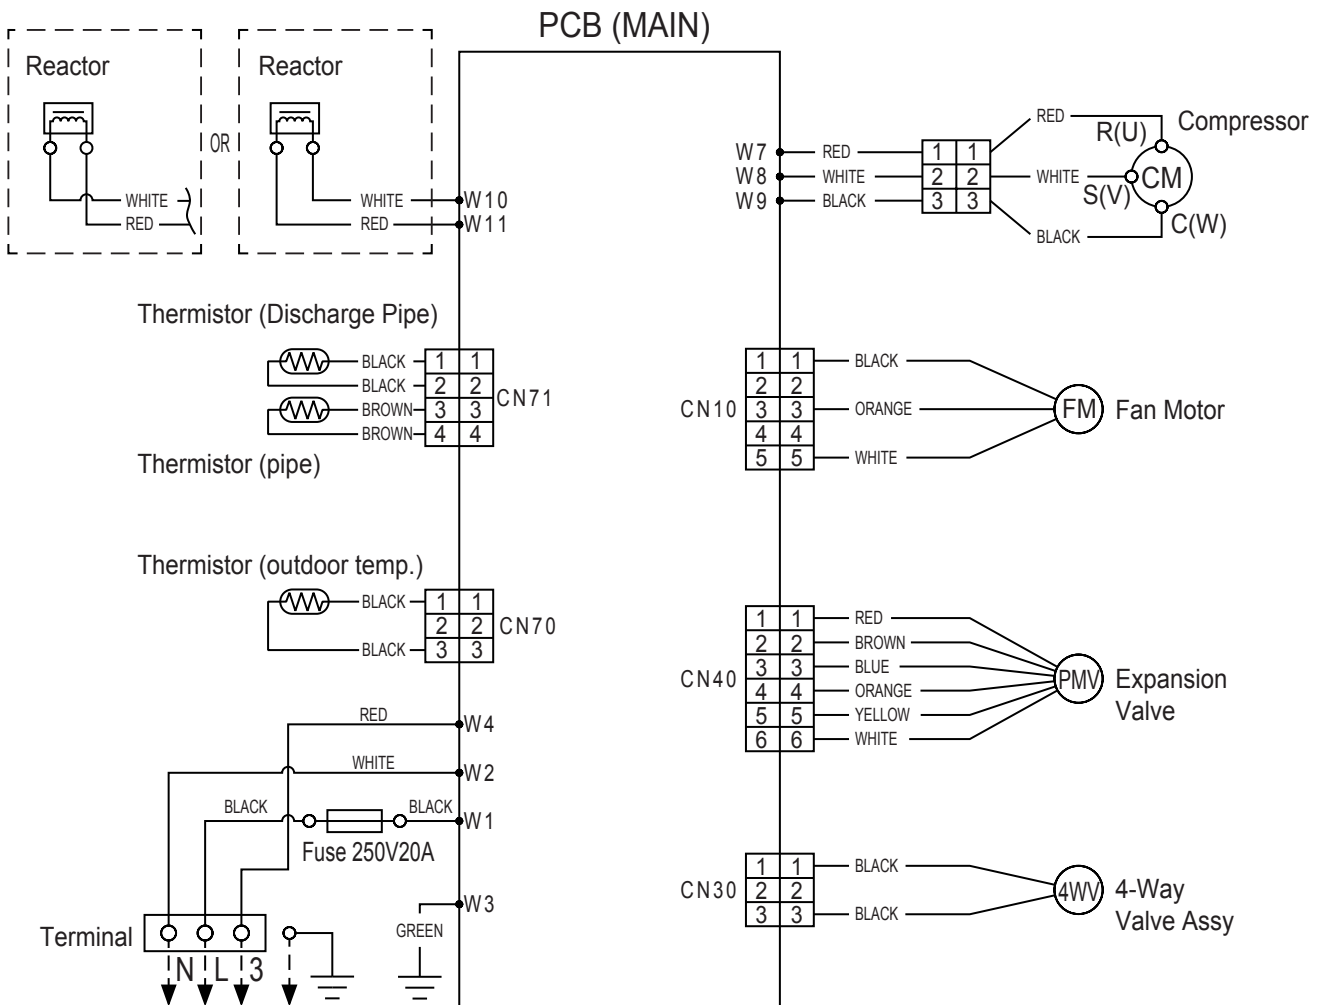 PCB (MAIN)
Reactor
WHITE
RED
OR
Reactor
WHITE
RED
W10
W11
W7
W8
W9
RED
WHITE
BLACK
1 1
2 2
3 3
RED
WHITE
BLACK
R(U)
S(V)
C(W)
CM
Compressor
Thermistor (Discharge Pipe)
BLACK
BLACK
BROWN
BROWN
1 1
2 2
3 3
4 4
CN71
Thermistor (pipe)
CN10
1 1
2 2
3 3
4 4
5 5
BLACK
ORANGE
WHITE
FM
Fan Motor
Thermistor (outdoor temp.)
BLACK
BLACK
1 1
2 2
3 3
CN70
CN40
1 1
2 2
3 3
4 4
5 5
6 6
RED
BROWN
BLUE
ORANGE
YELLOW
WHITE
PMV
Expansion
Valve
RED
W4
WHITE
W2
BLACK
BLACK
W1
Fuse 250V20A
W3
GREEN
Terminal
N L 3
CN30
1 1
2 2
3 3
BLACK
BLACK
4WV
4-Way
Valve Assy